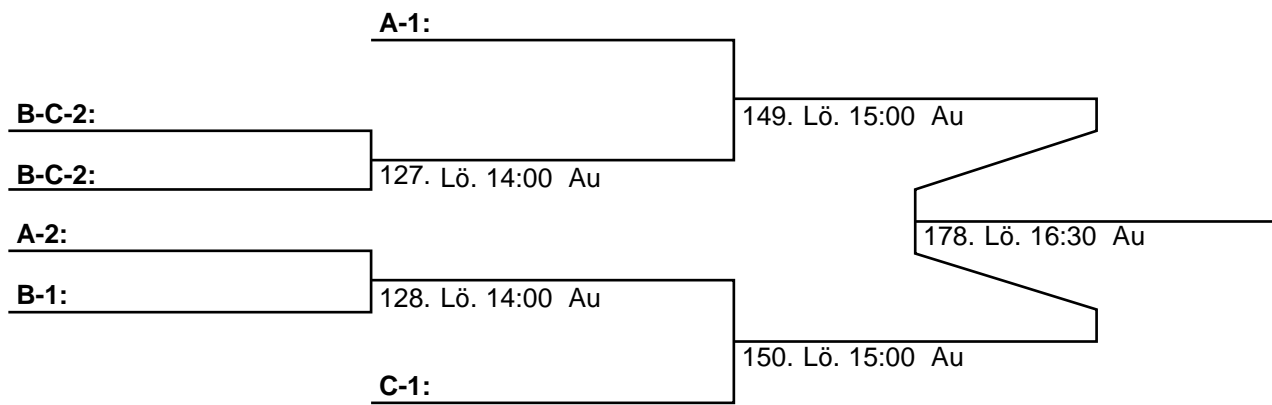 A-1:
B-C-2:
149. Lö. 15:00 Au
B-C-2:
127. Lö. 14:00 Au
A-2:
178. Lö. 16:30 Au
B-1:
128. Lö. 14:00 Au
150. Lö. 15:00 Au
C-1: